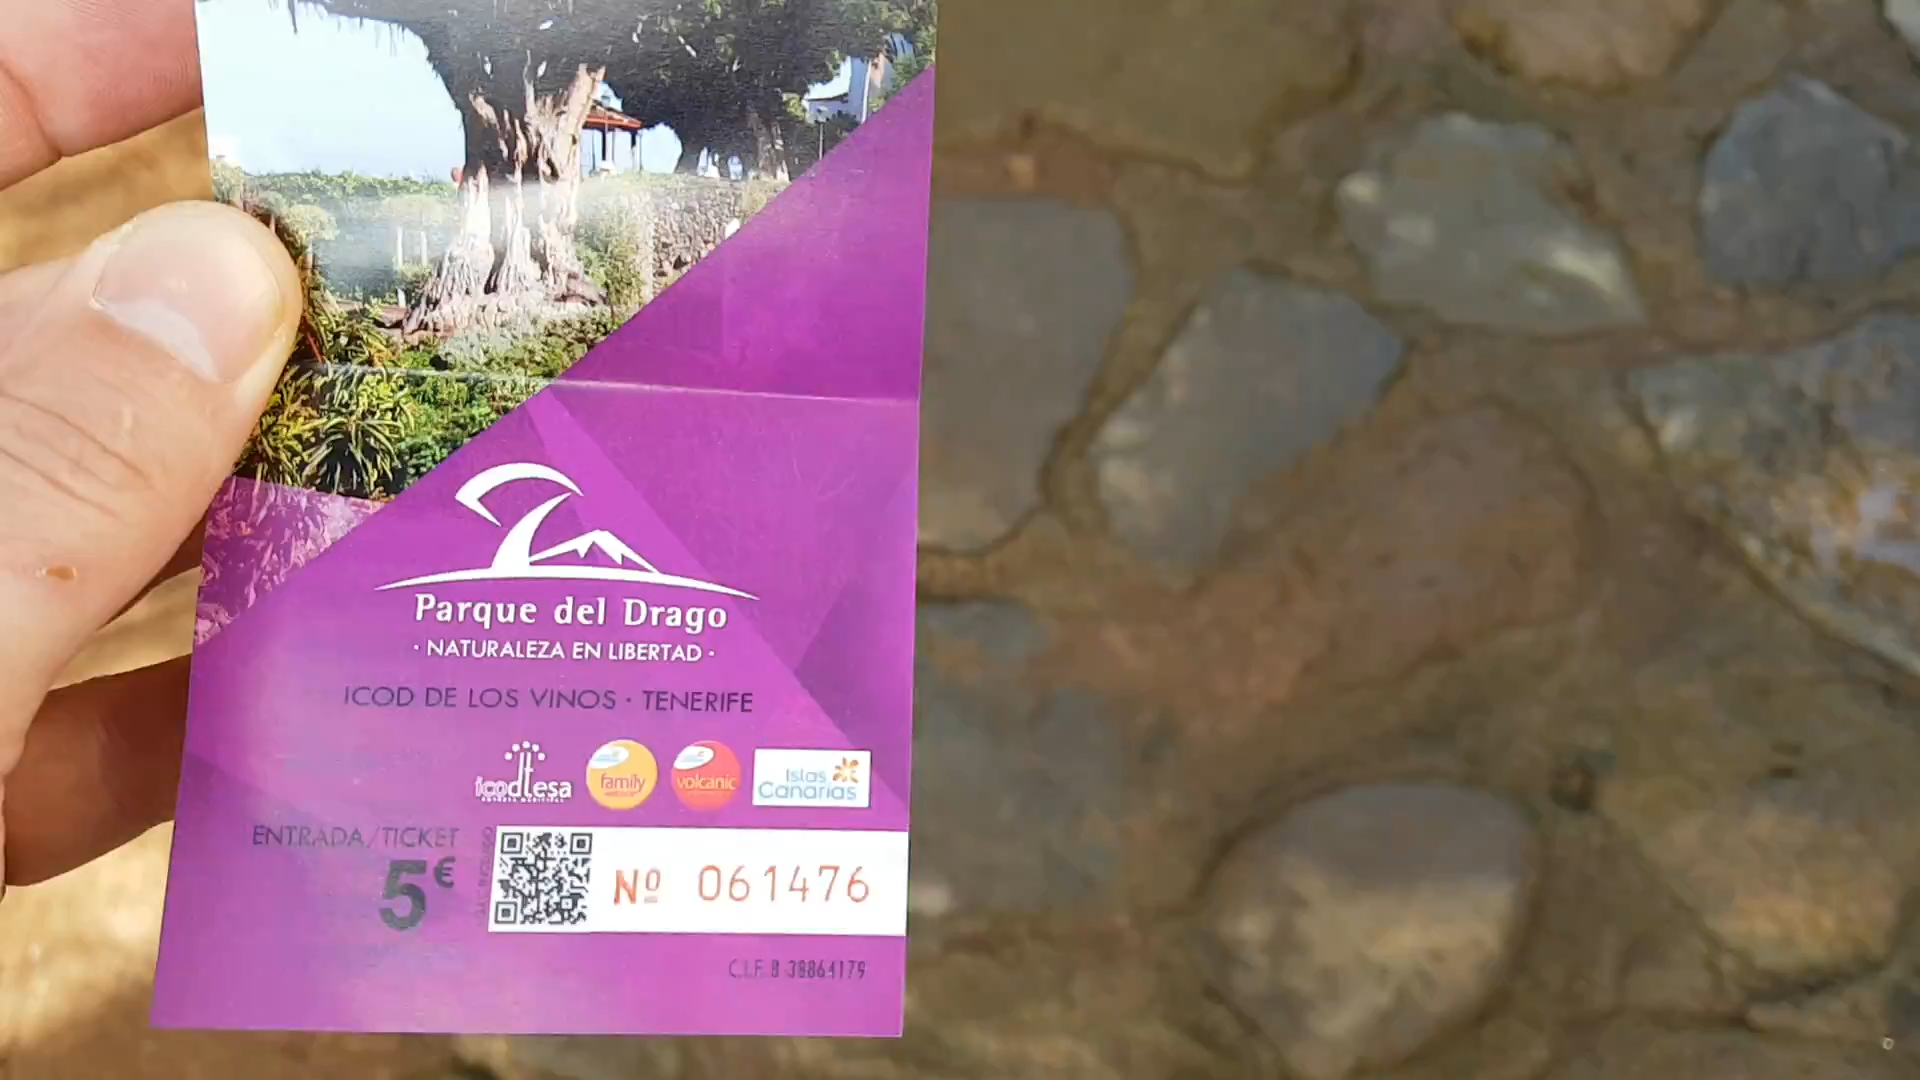 Parque del Drago
· NATURALEZA EN LIBERTAD ·
ICOD DE LOS VINOS · TENERIFE
icodtesa
family
volcanic
Islas
Canarias
ENTRADA/TICKET
5€
Nº 061476
C.I.F. B 38864179